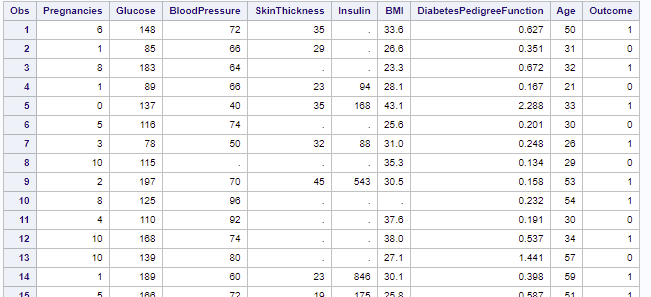 Obs Pregnancies Glucose BloodPressure SkinThickness Insulin BMI DiabetesPedigreeFunction Age Outcome
1 6 148 72 35 . 33.6 0.627 50 1
2 1 85 66 29 . 26.6 0.351 31 0
3 8 183 64 . . 23.3 0.672 32 1
4 1 89 66 23 94 28.1 0.167 21 0
5 0 137 40 35 168 43.1 2.288 33 1
6 5 116 74 . . 25.6 0.201 30 0
7 3 78 50 32 88 31.0 0.248 26 1
8 10 115 . . . 35.3 0.134 29 0
9 2 197 70 45 543 30.5 0.158 53 1
10 8 125 96 . . . 0.232 54 1
11 4 110 92 . . 37.6 0.191 30 0
12 10 168 74 . . 38.0 0.537 34 1
13 10 139 80 . . 27.1 1.441 57 0
14 1 189 60 23 846 30.1 0.398 59 1
15 5 166 72 19 175 25.8 0.587 51 1